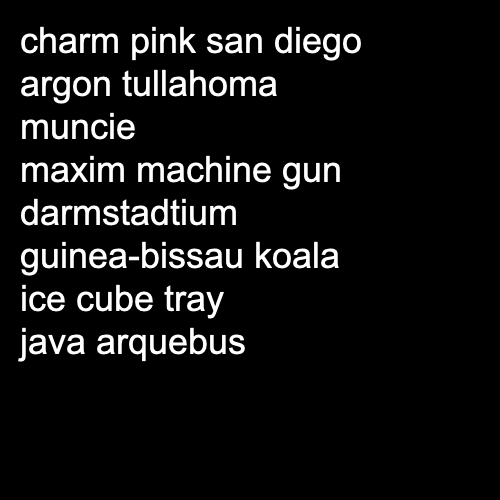 charm pink san diego
argon tullahoma
muncie
maxim machine gun
darmstadtium
guinea-bissau koala
ice cube tray
java arquebus